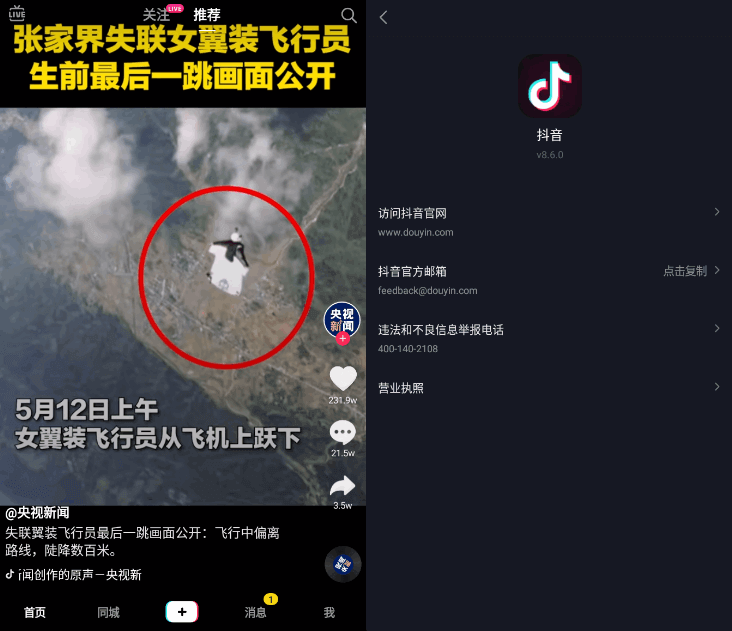 LIVE
关注
LIVE
推荐
张家界失联女翼装飞行员
生前最后一跳画面公开
央视
新闻
231.9w
21.5w
3.5w
5月12日上午
女翼装飞行员从飞机上跃下
@央视新闻
失联翼装飞行员最后一跳画面公开：飞行中偏离
路线，陡降数百米。
闻创作的原声－央视新
首页
同城
消息
1
我
抖音
v8.6.0
访问抖音官网
www.douyin.com
抖音官方邮箱
点击复制
feedback@douyin.com
违法和不良信息举报电话
400-140-2108
营业执照